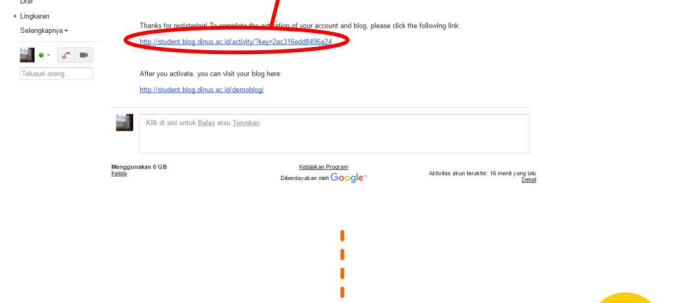 Draf
Lingkaran
Selengkapnya
Telusuri orang...
Thanks for registering! To complete the activation of your account and blog, please click the following link:
http://student.blog.dinus.ac.id/activity/?key=2ac316edd8496a24
After you activate, you can visit your blog here:
http://student.blog.dinus.ac.id/demoblog/
Klik di sini untuk Balas atau Teruskan
Menggunakan 0 GB
Kelola
Kebijakan Program
Diberdayakan oleh Google™
Aktivitas akun terakhir: 16 menit yang lalu
Detail